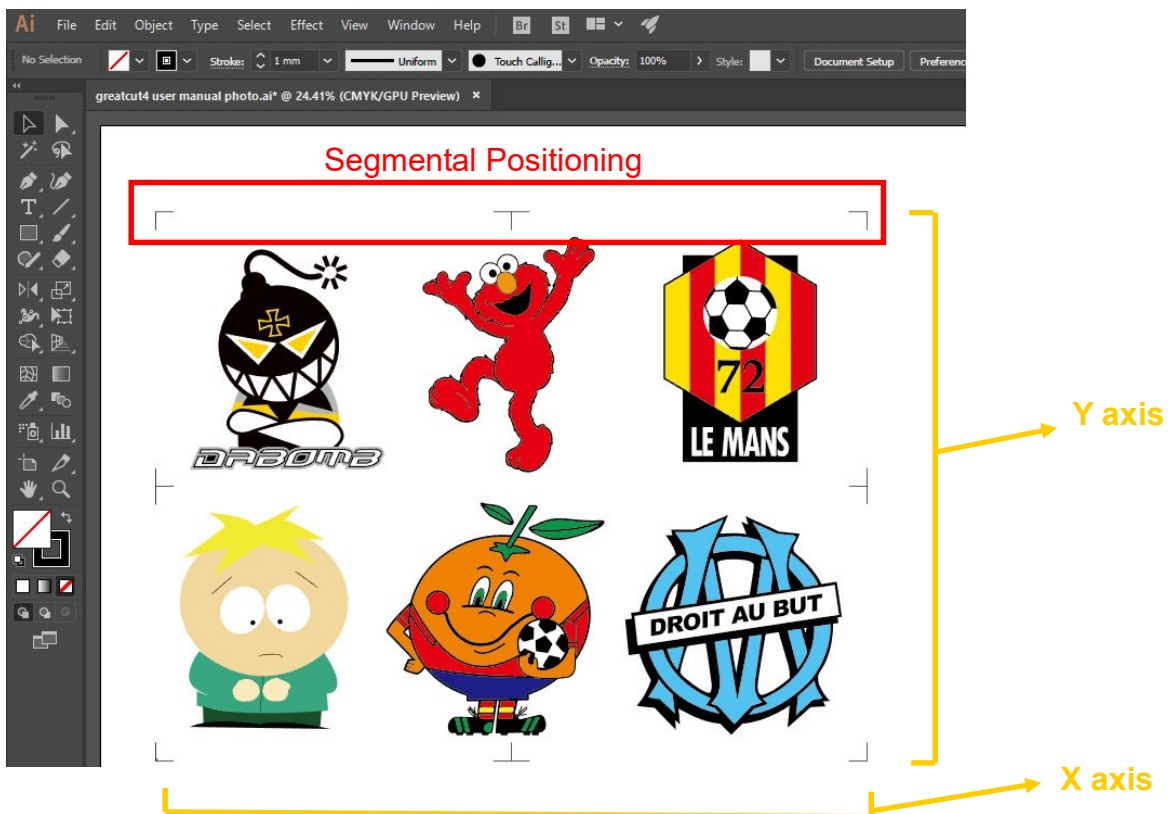 Ai File Edit Object Type Select Effect View Window Help Br St
No Selection Stroke: 1 mm Uniform Touch Callig... Opacity: 100% Style: Document Setup Preferenc
greatcut4 user manual photo.ai* @ 24.41% (CMYK/GPU Preview) ×
Segmental Positioning
72
LE MANS
DABOMB
Y axis
DROIT AU BUT
X axis